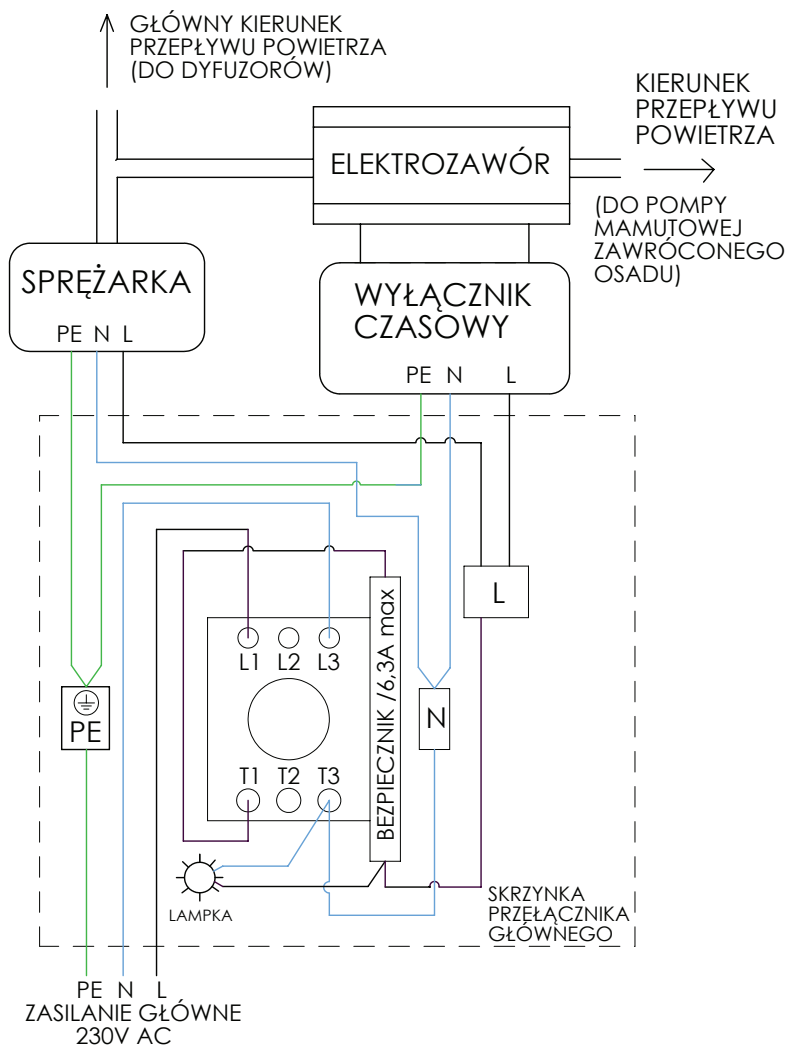 GŁÓWNY KIERUNEK
PRZEPŁYWU POWIETRZA
(DO DYFUZORÓW)
KIERUNEK
PRZEPŁYWU
POWIETRZA
ELEKTROZAWÓR
(DO POMPY
MAMUTOWEJ
ZAWRÓCONEGO
OSADU)
SPRĘŻARKA
PE N L
WYŁĄCZNIK
CZASOWY
PE N L
L
L1 L2 L3
BEZPIECZNIK /6,3A max
PE
N
T1 T2 T3
LAMPKA
SKRZYNKA
PRZEŁĄCZNIKA
GŁÓWNEGO
PE N L
ZASILANIE GŁÓWNE
230V AC